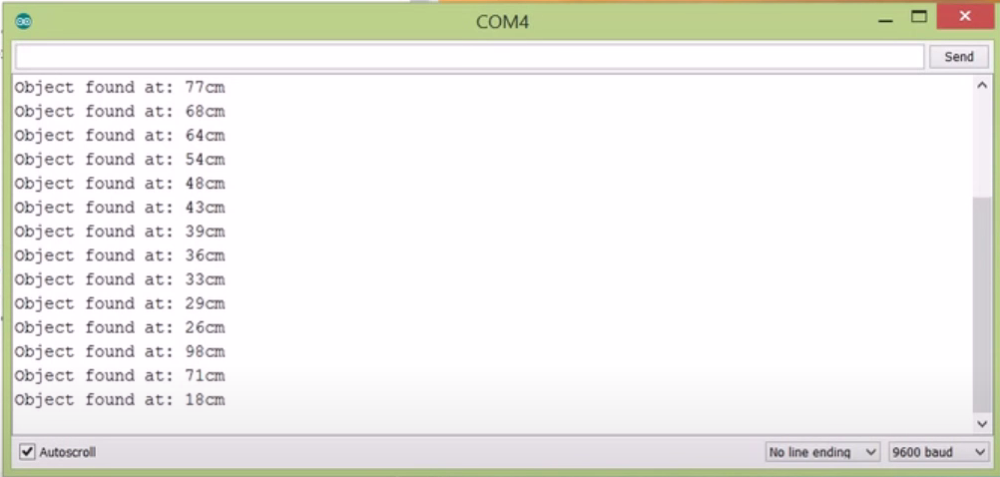 COM4
Send
Object found at: 77cm
Object found at: 68cm
Object found at: 64cm
Object found at: 54cm
Object found at: 48cm
Object found at: 43cm
Object found at: 39cm
Object found at: 36cm
Object found at: 33cm
Object found at: 29cm
Object found at: 26cm
Object found at: 98cm
Object found at: 71cm
Object found at: 18cm
Autoscroll No line ending 9600 baud